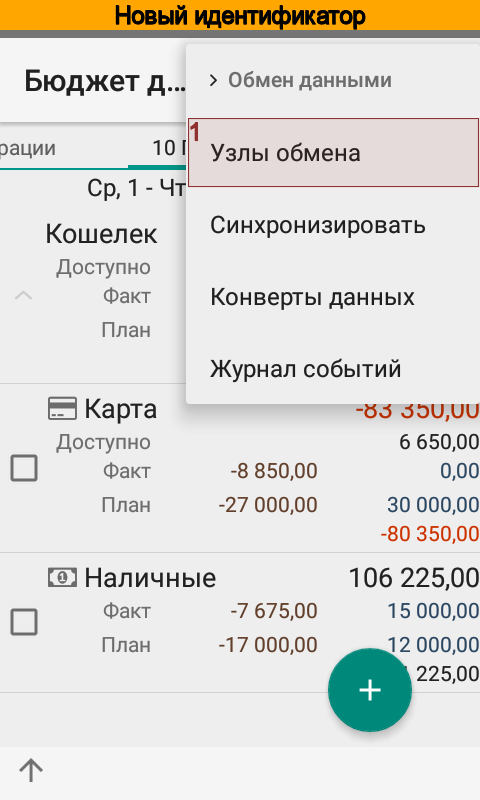 Новый идентификатор
Бюджет д...
Обмен данными
рации
10
1
Узлы обмена
Ср, 1 - Чт
Синхронизировать
Кошелек
Доступно
Факт
Конверты данных
План
Журнал событий
Карта
-83 350,00
Доступно
6 650,00
Факт -8 850,00 0,00
План -27 000,00 30 000,00
-80 350,00
Наличные 106 225,00
Факт -7 675,00 15 000,00
План -17 000,00 12 000,00
225,00